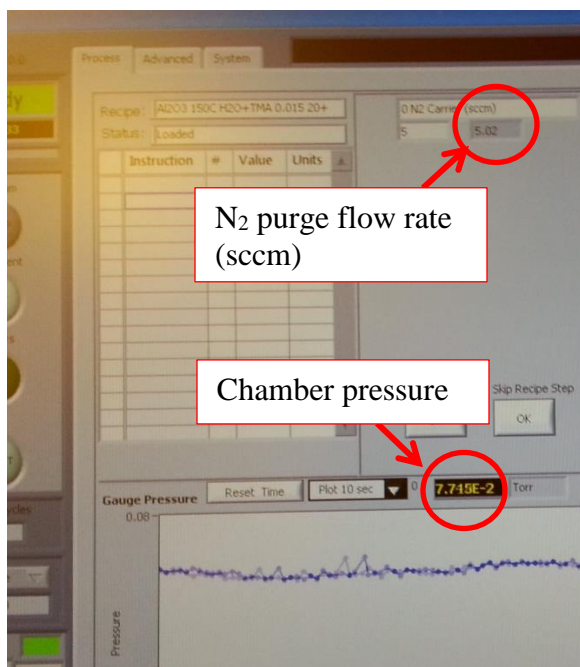 Process Advanced System
Recipe: Al2O3 150C H2O+TMA 0.015 20+
0 N2 Carrier (sccm)
Status: Loaded
5 5.02
Instruction # Value Units
N2 purge flow rate
(sccm)
Chamber pressure
Skip Recipe Step
OK
Gauge Pressure Reset Time Plot 10 sec 0 7.745E-2 Torr
0.08
Pressure